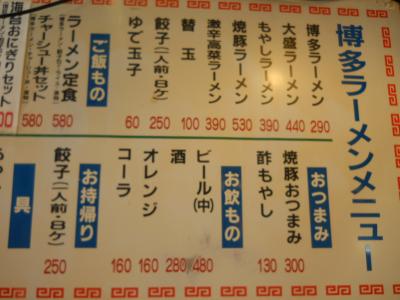 博多ラーメンメニュー
博多ラーメン 290
大盛ラーメン 440
もやしラーメン 390
焼豚ラーメン 530
激辛高菜ラーメン 390
替玉 100
餃子(一人前・8ケ) 250
ゆで玉子 60
ご飯もの
ラーメン定食 580
チャーシュー丼セット 580
おつまみ
焼豚おつまみ 300
酢もやし 130
お飲もの
ビール(中) 480
酒 280
オレンジ 160
コーラ 160
お持帰り
餃子(一人前・8ケ) 250
具